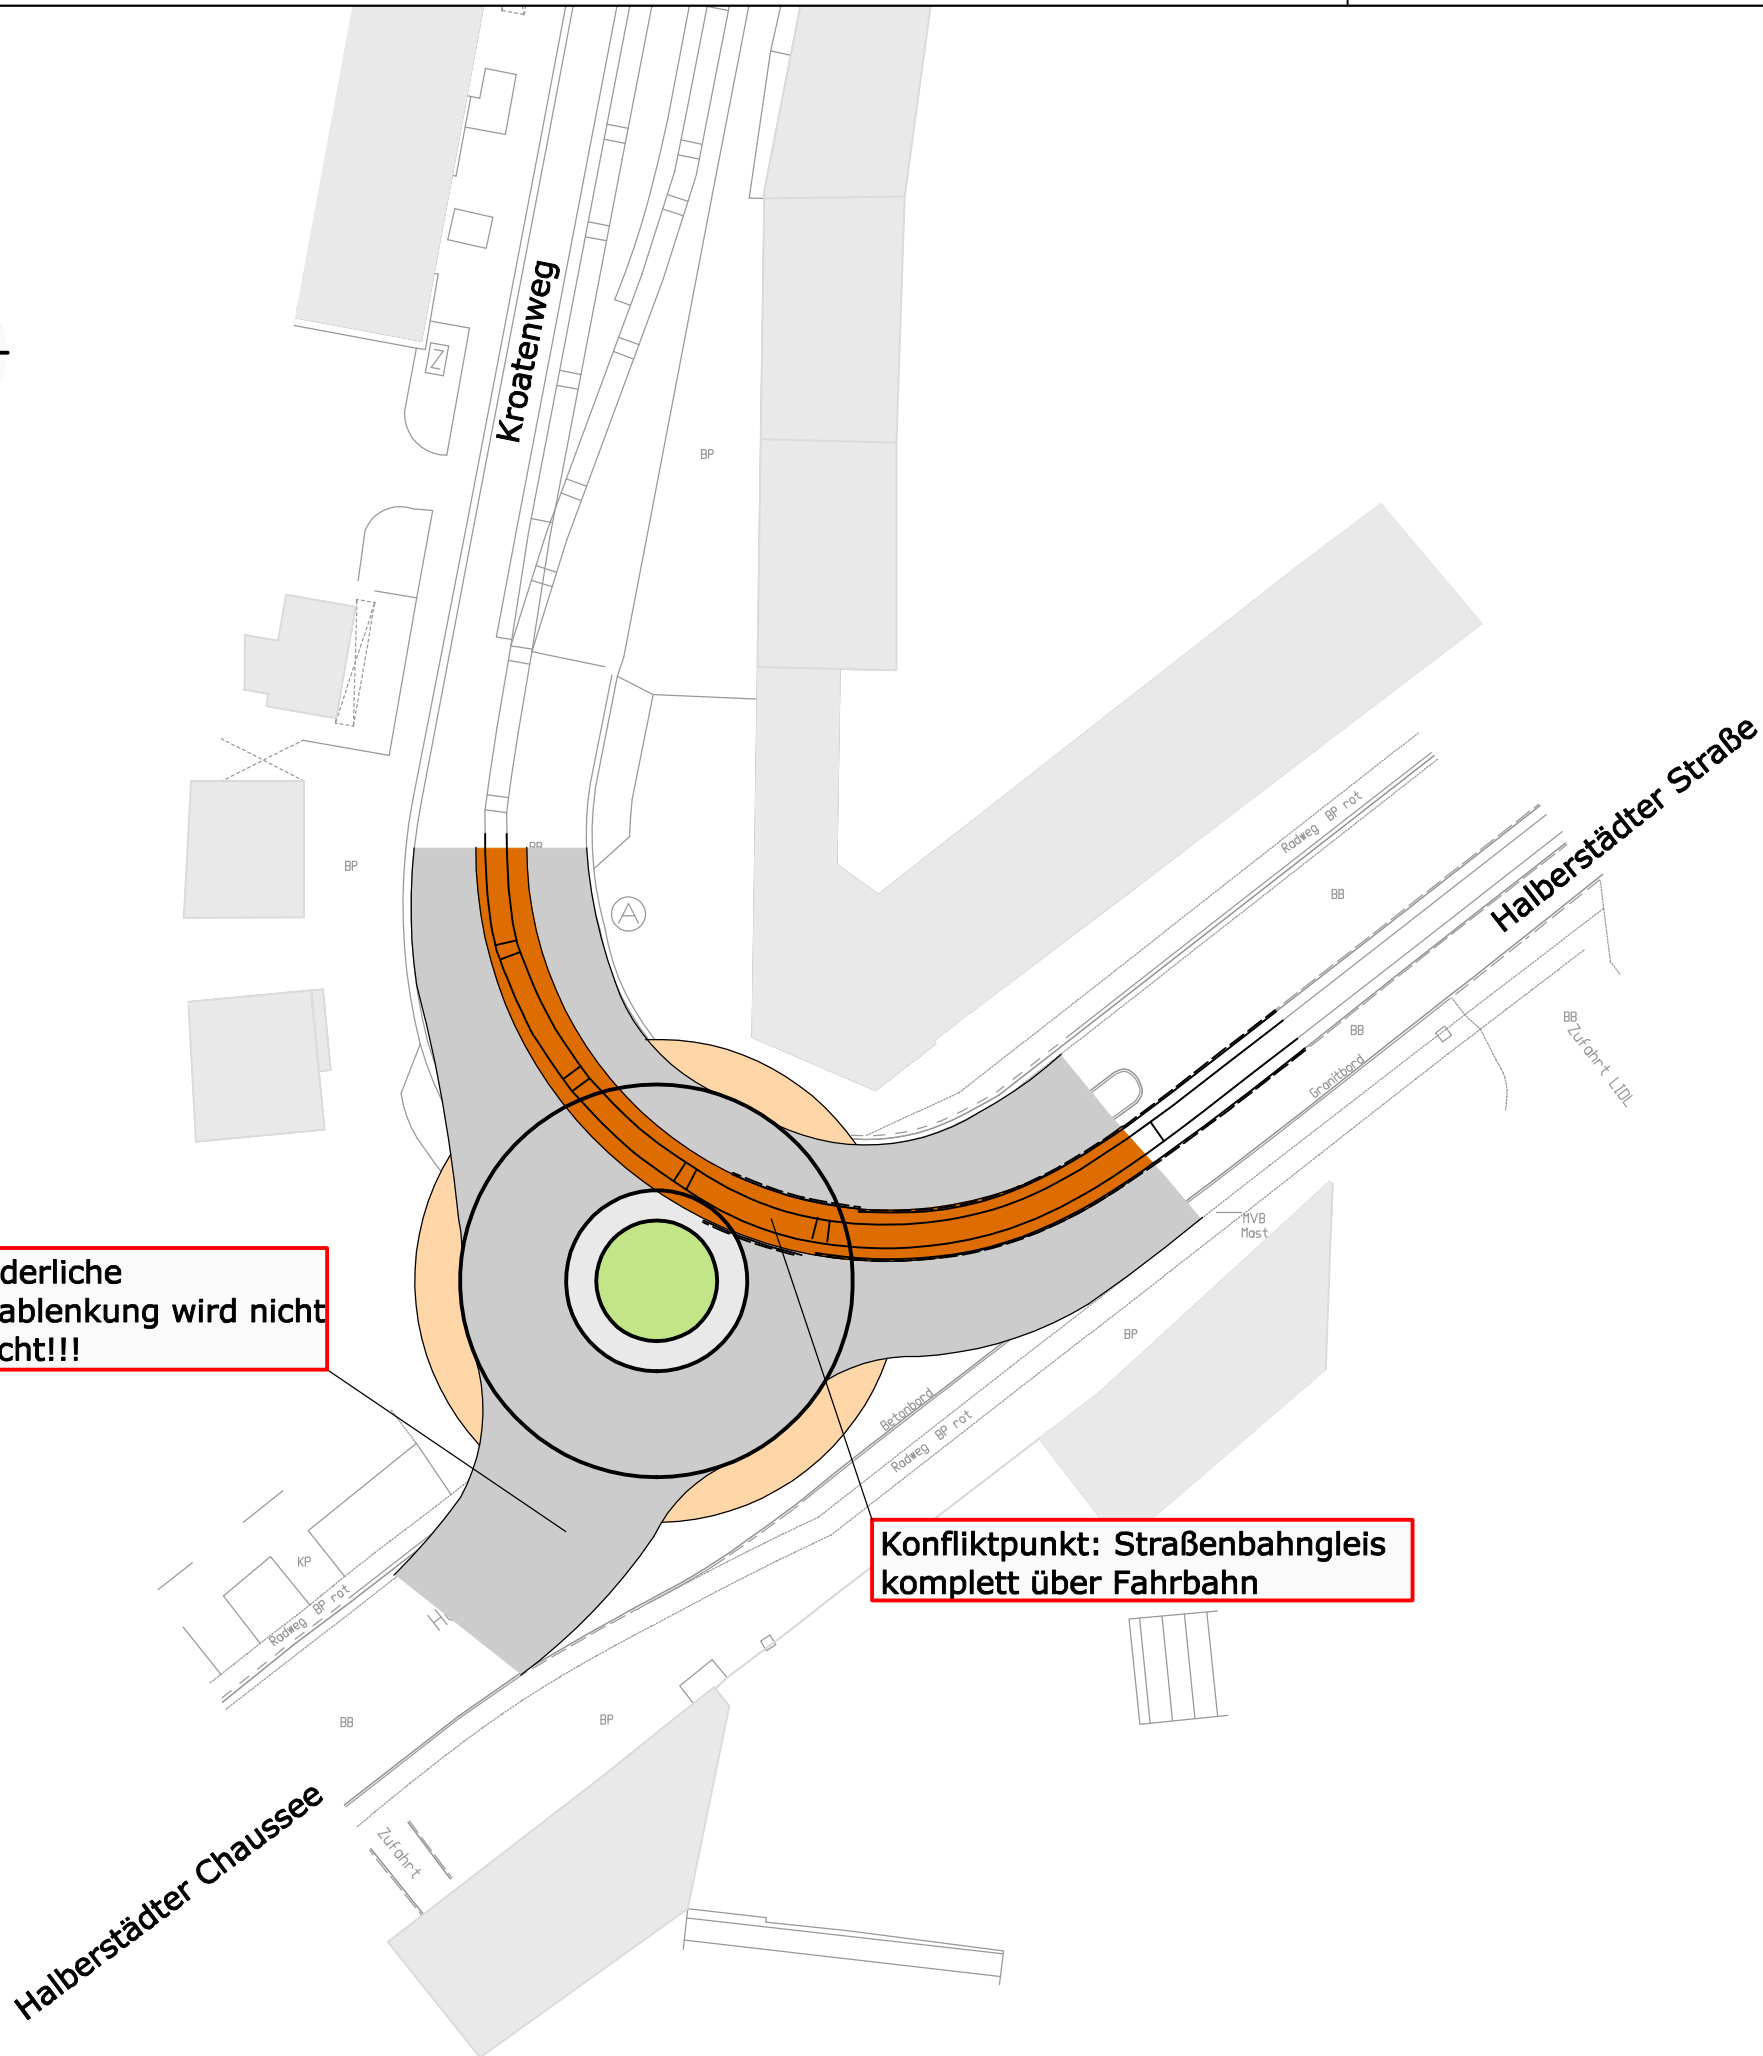 Z
Kroatenweg
BP
Halberstädter Straße
Radweg BP rot
BB
BB
BP
A
BB
BB
Zufahrt LIDL
Granitbord
MVB
Mast
derliche
ablenkung wird nicht
cht!!!
BP
Betonbord
Radweg BP rot
Konfliktpunkt: Straßenbahngleis
komplett über Fahrbahn
KP
Radweg BP rot
H
BB
BP
Zufahrt
Halberstädter Chaussee